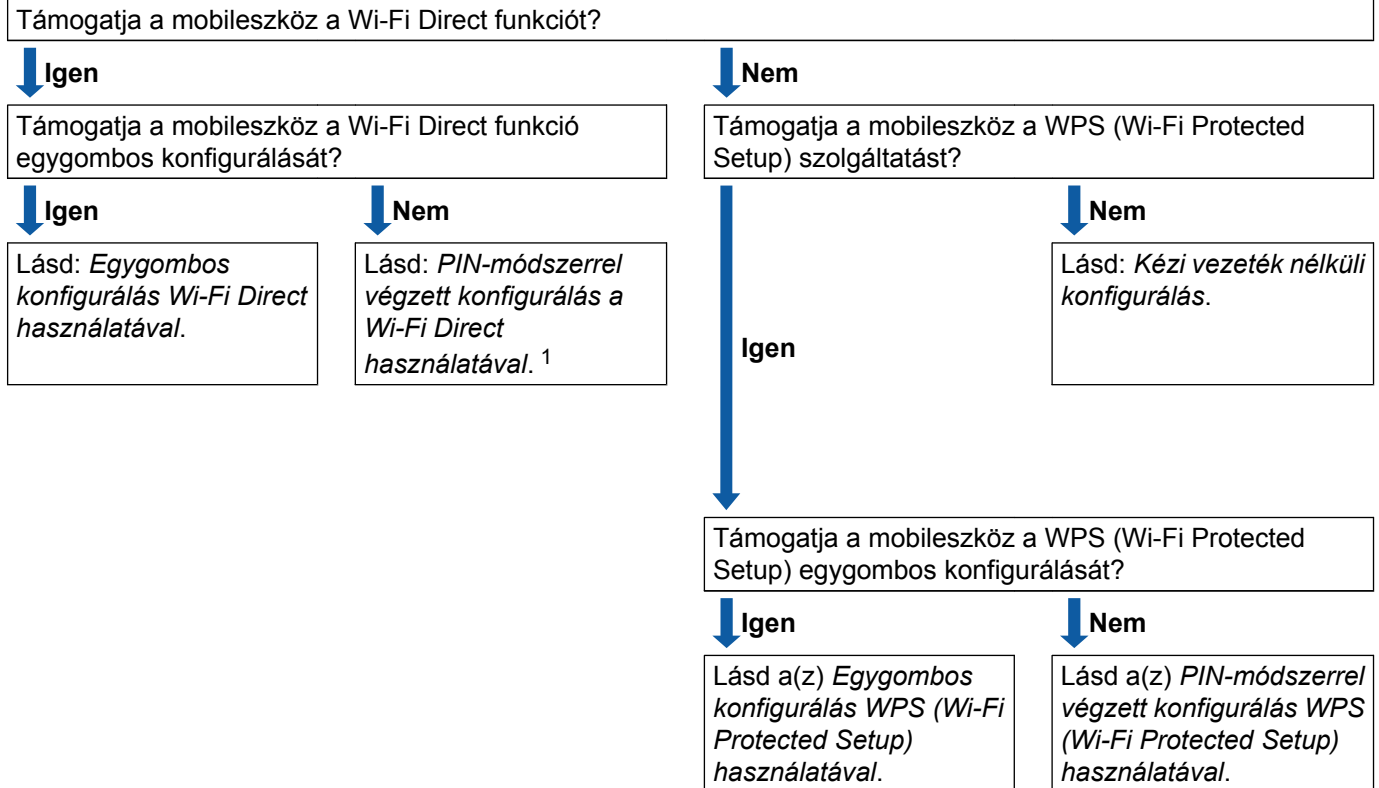 Támogatja a mobileszköz a Wi-Fi Direct funkciót?
Igen
Nem
Támogatja a mobileszköz a Wi-Fi Direct funkció
egygombos konfigurálását?
Támogatja a mobileszköz a WPS (Wi-Fi Protected
Setup) szolgáltatást?
Igen
Nem
Nem
Lásd: Egygombos
konfigurálás Wi-Fi Direct
használatával.
Lásd: PIN-módszerrel
végzett konfigurálás a
Wi-Fi Direct
használatával. 1
Igen
Lásd: Kézi vezeték nélküli
konfigurálás.
Támogatja a mobileszköz a WPS (Wi-Fi Protected
Setup) egygombos konfigurálását?
Igen
Nem
Lásd a(z) Egygombos
konfigurálás WPS (Wi-Fi
Protected Setup)
használatával.
Lásd a(z) PIN-módszerrel
végzett konfigurálás WPS
(Wi-Fi Protected Setup)
használatával.